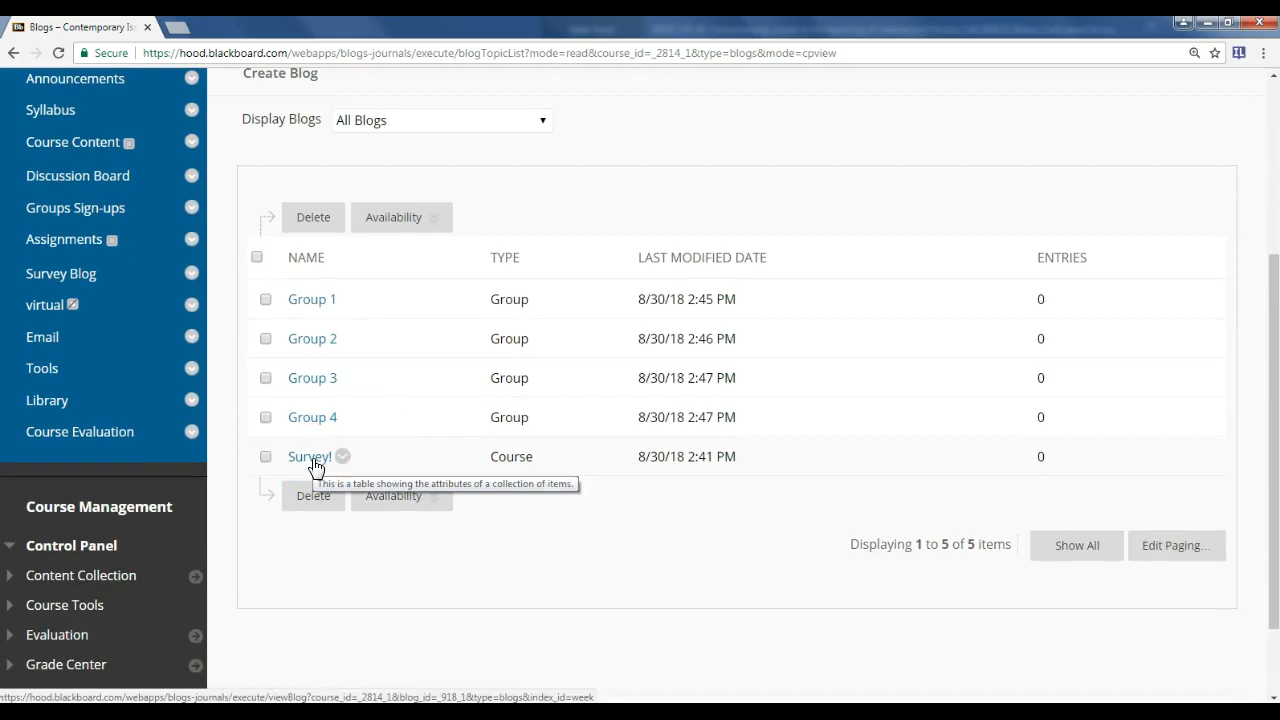 Blogs – Contemporary Is
Secure https://hood.blackboard.com/webapps/blogs-journals/execute/blogTopicList?mode=read&course_id=_2814_1&type=blogs&mode=cpview
Announcements
Syllabus
Course Content
Discussion Board
Groups Sign-ups
Assignments
Survey Blog
virtual
Email
Tools
Library
Course Evaluation
Course Management
Control Panel
Content Collection
Course Tools
Evaluation
Grade Center
Create Blog
Display Blogs All Blogs
Delete Availability
NAME TYPE LAST MODIFIED DATE ENTRIES
Group 1 Group 8/30/18 2:45 PM 0
Group 2 Group 8/30/18 2:46 PM 0
Group 3 Group 8/30/18 2:47 PM 0
Group 4 Group 8/30/18 2:47 PM 0
Survey! Course 8/30/18 2:41 PM 0
This is a table showing the attributes of a collection of items.
Delete Availability
Displaying 1 to 5 of 5 items Show All Edit Paging...
https://hood.blackboard.com/webapps/blogs-journals/execute/viewBlog?course_id=_2814_1&blog_id=_918_1&type=blogs&index_id=week